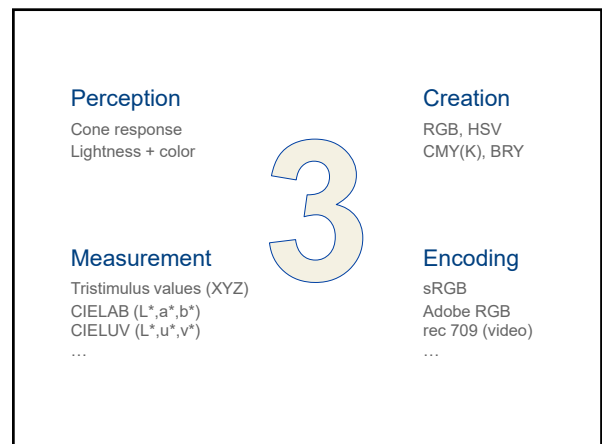 Perception
Cone response
Lightness + color
Creation
RGB, HSV
CMY(K), BRY
3
Measurement
Tristimulus values (XYZ)
CIELAB (L*,a*,b*)
CIELUV (L*,u*,v*)
…
Encoding
sRGB
Adobe RGB
rec 709 (video)
…